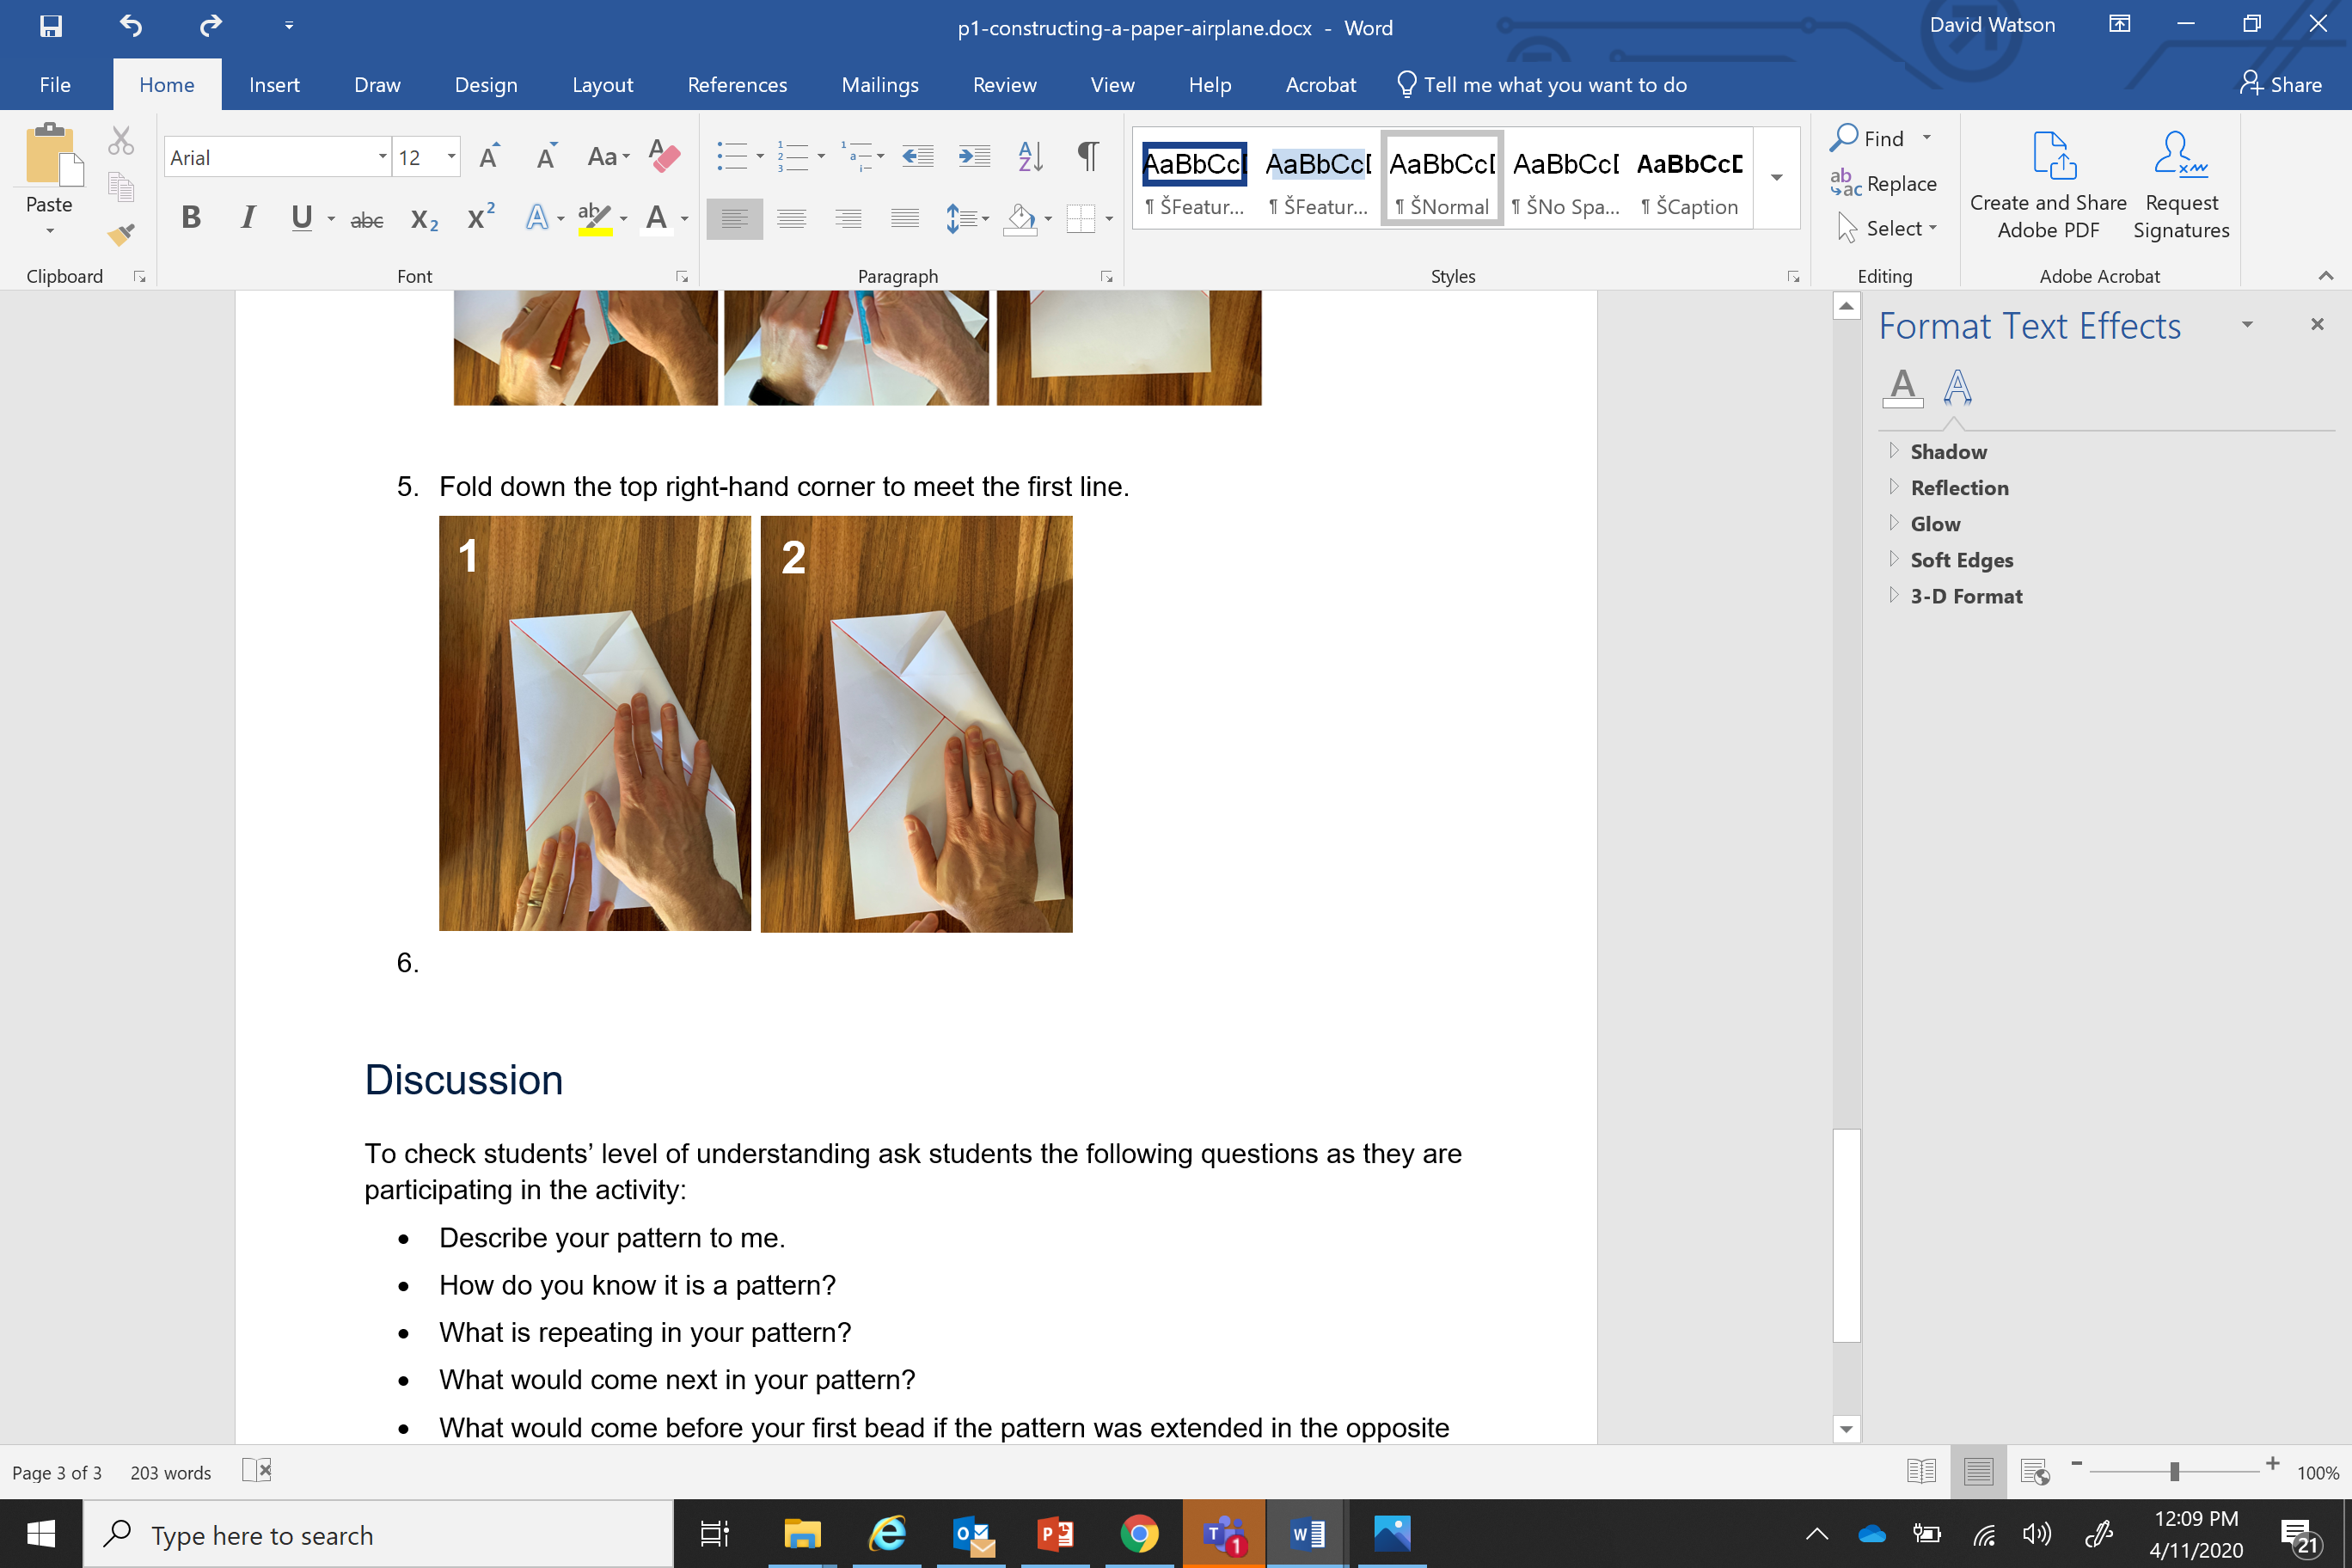 p1-constructing-a-paper-airplane.docx - Word
David Watson
File Home Insert Draw Design Layout References Mailings Review View Help Acrobat Tell me what you want to do Share
Paste
Clipboard
Arial 12
Font
Paragraph
AaBbCcD AaBbCcD AaBbCcD AaBbCcD AaBbCcD
¶ ŠFeatur... ¶ ŠFeatur... ¶ ŠNormal ¶ ŠNo Spa... ¶ ŠCaption
Styles
Find
Replace
Select
Editing
Create and Share Adobe PDF
Request Signatures
Adobe Acrobat
5. Fold down the top right-hand corner to meet the first line.
1 2
6.
Discussion
To check students’ level of understanding ask students the following questions as they are
participating in the activity:
• Describe your pattern to me.
• How do you know it is a pattern?
• What is repeating in your pattern?
• What would come next in your pattern?
• What would come before your first bead if the pattern was extended in the opposite
Format Text Effects
Shadow
Reflection
Glow
Soft Edges
3-D Format
Page 3 of 3 203 words
100%
Type here to search
1
12:09 PM
4/11/2020
21